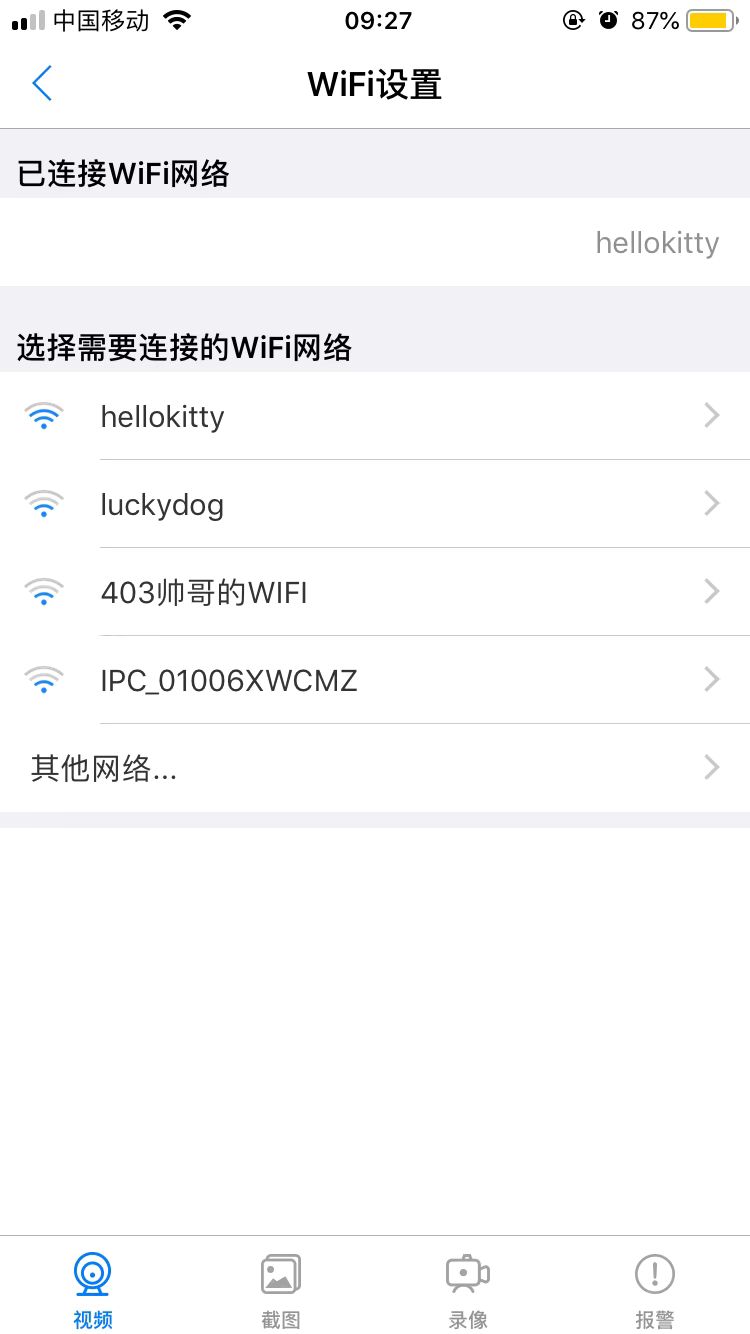 中国移动 09:27 87%
WiFi设置
已连接WiFi网络
hellokitty
选择需要连接的WiFi网络
hellokitty
luckydog
403帅哥的WIFI
IPC_01006XWCMZ
其他网络...
视频 截图 录像 报警